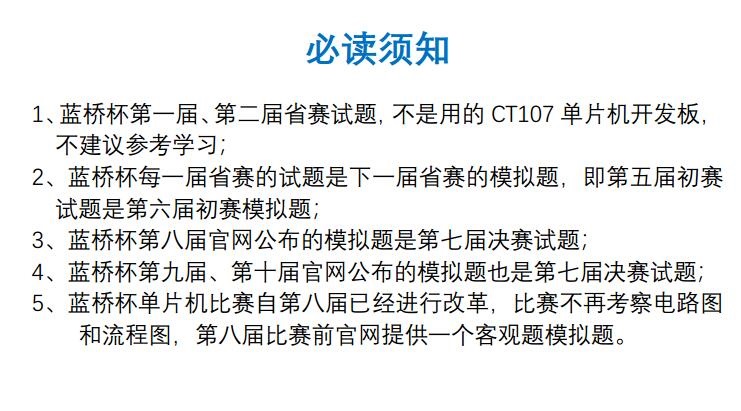 必读须知
1、蓝桥杯第一届、第二届省赛试题，不是用的 CT107 单片机开发板，
不建议参考学习；
2、蓝桥杯每一届省赛的试题是下一届省赛的模拟题，即第五届初赛
试题是第六届初赛模拟题；
3、蓝桥杯第八届官网公布的模拟题是第七届决赛试题；
4、蓝桥杯第九届、第十届官网公布的模拟题也是第七届决赛试题；
5、蓝桥杯单片机比赛自第八届已经进行改革，比赛不再考察电路图
和流程图，第八届比赛前官网提供一个客观题模拟题。